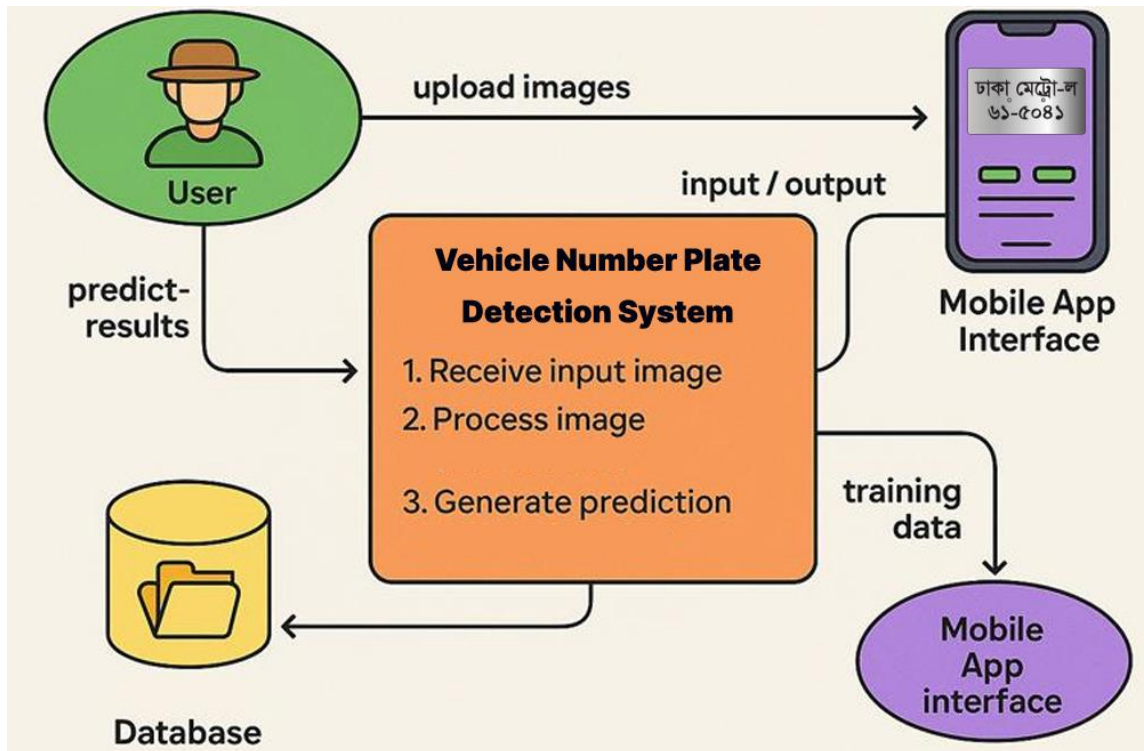 User
upload images
ঢাকা মেট্রো-ল
৬১-৫০৪১
input / output
Mobile App
Interface
predict-
results
Vehicle Number Plate
Detection System
1. Receive input image
2. Process image
3. Generate prediction
training
data
Database
Mobile
App
interface